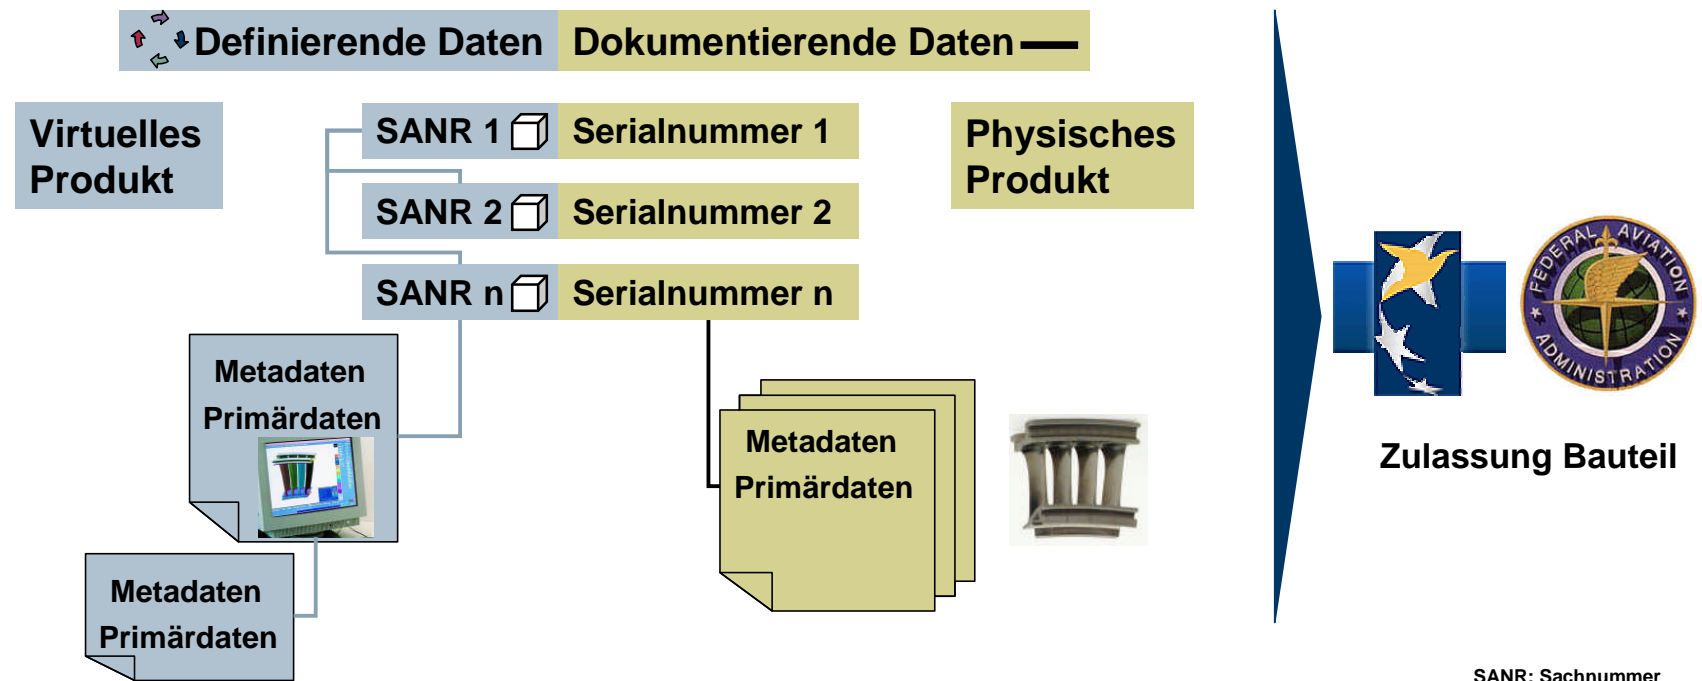 Definierende Daten Dokumentierende Daten
Virtuelles
Produkt
SANR 1 Serialnummer 1
SANR 2 Serialnummer 2
SANR n Serialnummer n
Physisches
Produkt
Metadaten
Primärdaten
Metadaten
Primärdaten
Metadaten
Primärdaten
FEDERAL AVIATION
ADMINISTRATION
Zulassung Bauteil
SANR: Sachnummer